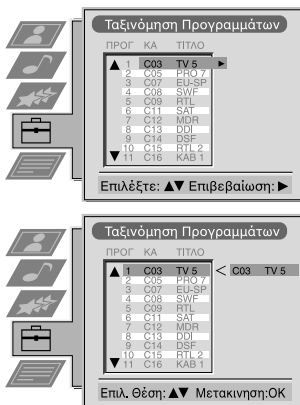 Ταξινόμηση Προγραμμάτων
ΠΡΟΓ ΚΑ ΤΙΤΛΟ
1 C03 TV 5
2 C05 PRO 7
3 C07 EU-SP
4 C08 SWF
5 C09 RTL
6 C11 SAT
7 C12 MDR
8 C13 DDI
9 C14 DSF
10 C15 RTL 2
11 C16 KAB 1
Επιλέξτε: ▲▼ Επιβεβαίωση: ►
Ταξινόμηση Προγραμμάτων
ΠΡΟΓ ΚΑ ΤΙΤΛΟ
1 C03 TV 5 < C03 TV 5
2 C05 PRO 7
3 C07 EU-SP
4 C08 SWF
5 C09 RTL
6 C11 SAT
7 C12 MDR
8 C13 DDI
9 C14 DSF
10 C15 RTL 2
11 C16 KAB 1
Επιλ. Θέση: ▲▼ Μετακινηση:OK